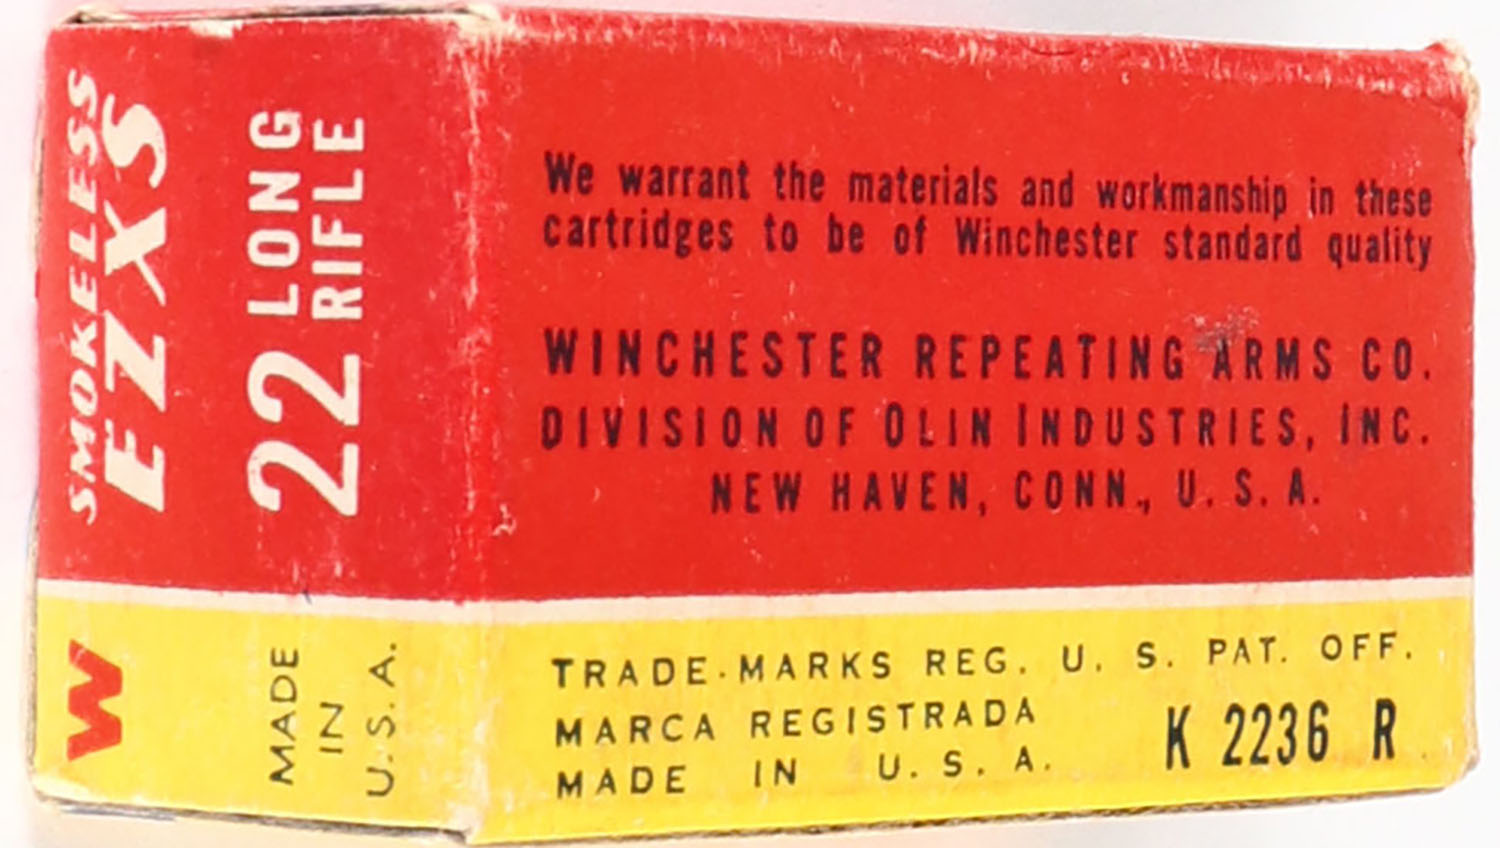 SMOKELESS
EZXS
22 LONG
RIFLE
W
MADE
IN
U.S.A.
We warrant the materials and workmanship in these
cartridges to be of Winchester standard quality
WINCHESTER REPEATING ARMS CO.
DIVISION OF OLIN INDUSTRIES, INC.
NEW HAVEN, CONN., U. S. A.
TRADE-MARKS REG. U. S. PAT. OFF.
MARCA REGISTRADA
MADE IN U. S. A.
K 2236 R